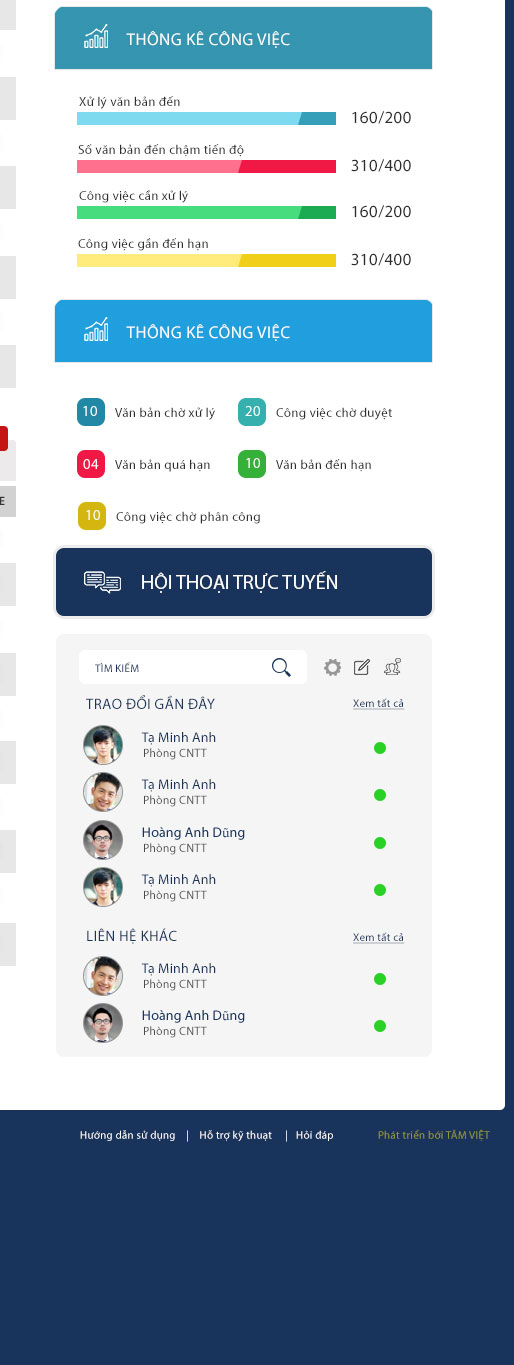 THÔNG KÊ CÔNG VIỆC
Xử lý văn bản đến
160/200
Số văn bản đến chậm tiến độ
310/400
Công việc cần xử lý
160/200
Công việc gần đến hạn
310/400
THÔNG KÊ CÔNG VIỆC
10 Văn bản chờ xử lý 20 Công việc chờ duyệt
04 Văn bản quá hạn 10 Văn bản đến hạn
E
10 Công việc chờ phân công
HỘI THOẠI TRỰC TUYẾN
TÌM KIẾM
TRAO ĐỔI GẦN ĐÂY Xem tất cả
Tạ Minh Anh
Phòng CNTT
Tạ Minh Anh
Phòng CNTT
Hoàng Anh Dũng
Phòng CNTT
Tạ Minh Anh
Phòng CNTT
LIÊN HỆ KHÁC Xem tất cả
Tạ Minh Anh
Phòng CNTT
Hoàng Anh Dũng
Phòng CNTT
Hướng dẫn sử dụng | Hỗ trợ kỹ thuật | Hỏi đáp Phát triển bởi TÂM VIỆT